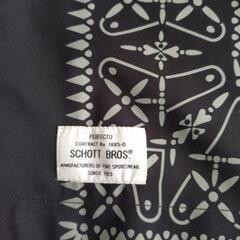 PERFECTO
CONTRACT No 1885-D
SCHOTT BROS.®
MANUFACTURERS OF FINE SPORTSWEAR.
SINCE 1913